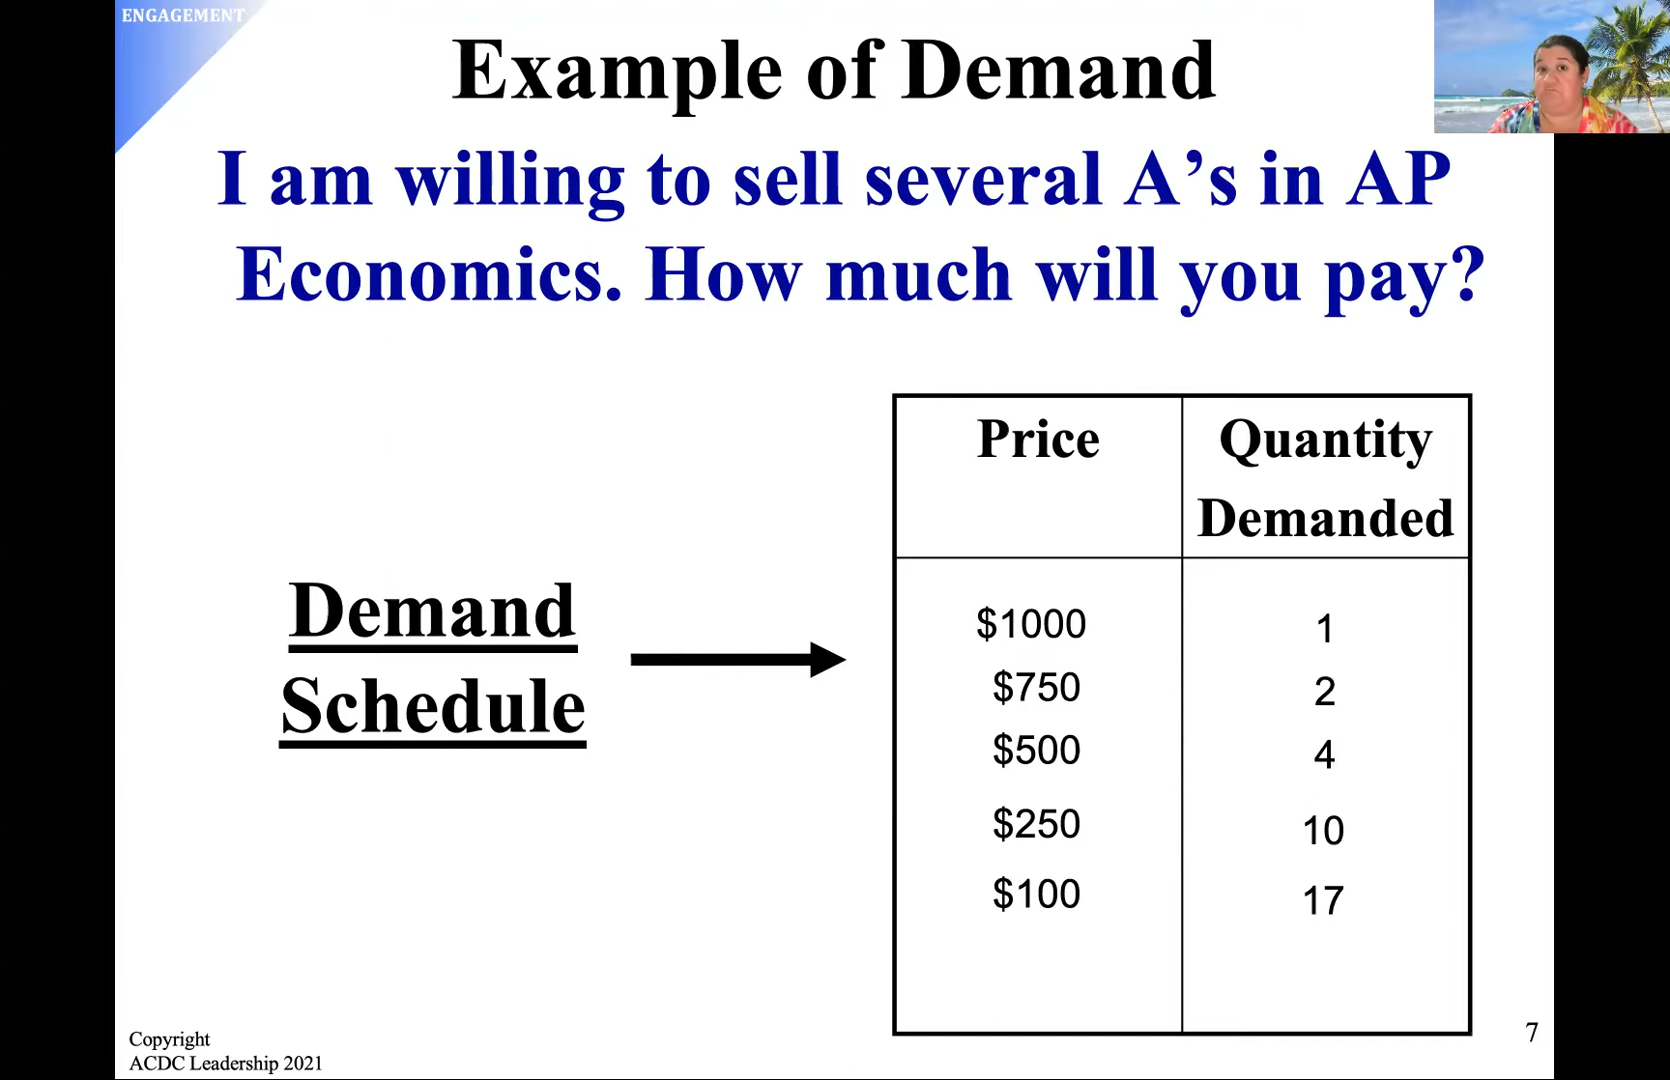 ENGAGEMENT
Example of Demand
I am willing to sell several A’s in AP
Economics. How much will you pay?
Demand
Schedule
Price Quantity
Demanded
$1000 1
$750 2
$500 4
$250 10
$100 17
Copyright
ACDC Leadership 2021
7